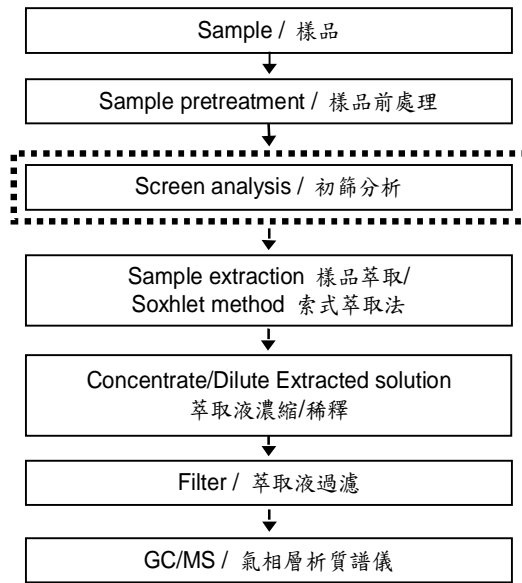 Sample / 樣品
Sample pretreatment / 樣品前處理
Screen analysis / 初篩分析
Sample extraction 樣品萃取/
Soxhlet method 索式萃取法
Concentrate/Dilute Extracted solution
萃取液濃縮/稀釋
Filter / 萃取液過濾
GC/MS / 氣相層析質譜儀